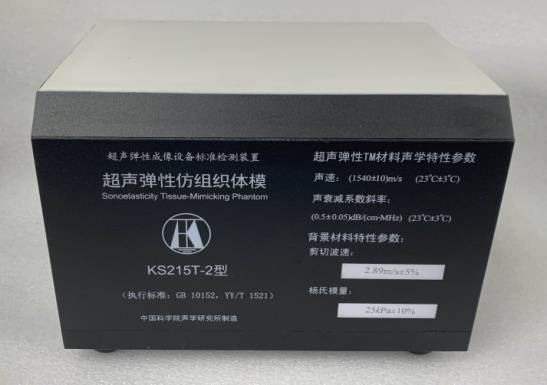 超声弹性成像设备标准检测装置
超声弹性仿组织体模
Sonoelasticity Tissue-Mimicking Phantom
KS215T-2型
(执行标准: GB 10152, YY/T 1521)
中国科学院声学研究所制造
超声弹性TM材料声学特性参数
声速: (1540±10)m/s (23℃±3℃)
声衰减系数斜率:
(0.5±0.05)dB/(cm·MHz) (23℃±3℃)
背景材料特性参数:
剪切波速:
2.89m/s±5%
杨氏模量:
25kPa±10%